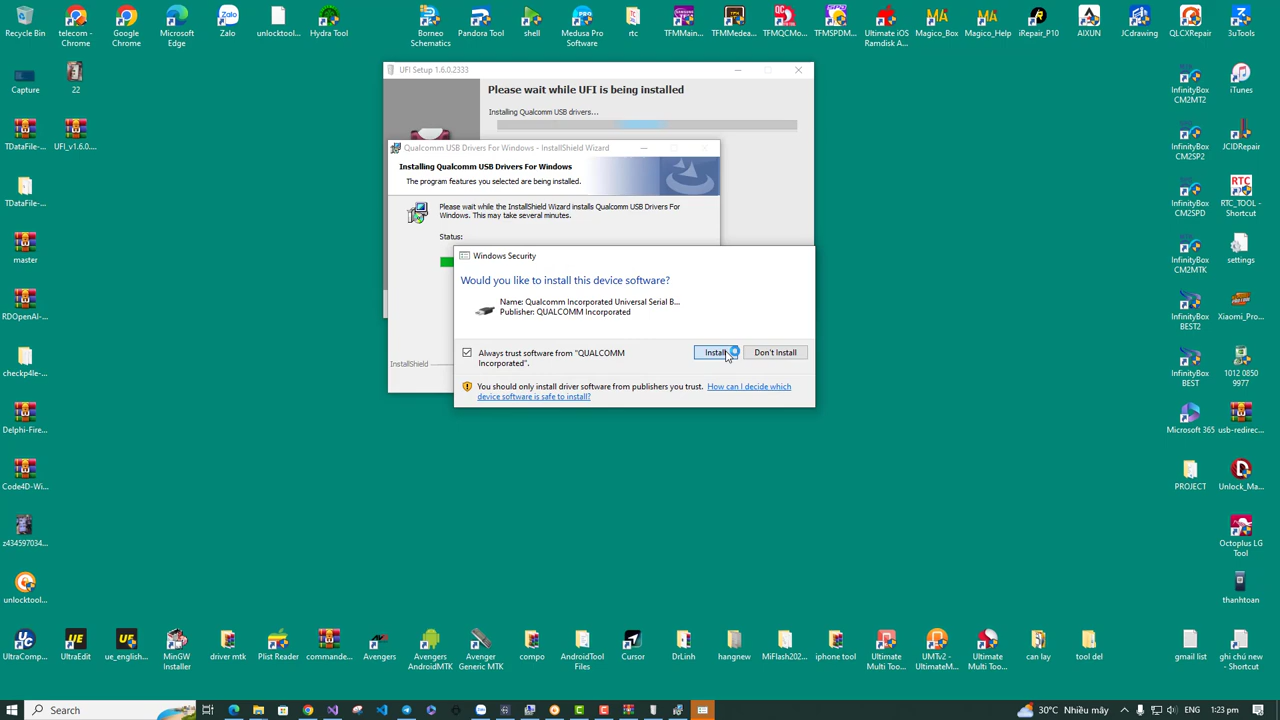 Recycle Bin
telecom - Chrome
Google Chrome
Microsoft Edge
Zalo
unlocktool...
Hydra Tool
Borneo Schematics
Pandora Tool
shell
Medusa Pro Software
rtc
TFMMain...
TFMMedea...
TFMQCMo...
TFMSPDM...
Ultimate iOS Ramdisk A...
Magico_Box
Magico_Help
iRepair_P10
AIXUN
JCdrawing
QLCXRepair
3uTools
Capture
22
InfinityBox CM2MT2
iTunes
TDataFile-...
UFI_v1.6.0....
InfinityBox CM2SP2
JCIDRepair
TDataFile-...
InfinityBox CM2SPD
RTC_TOOL - Shortcut
master
InfinityBox CM2MTK
settings
RDOpenAI-...
InfinityBox BEST2
Xiaomi_Pro...
checkp4le-...
InfinityBox BEST
1012 0850 9977
Delphi-Fire...
Microsoft 365
usb-redirec...
Code4D-Wi...
PROJECT
Unlock_Ma...
z434597034...
Octoplus LG Tool
unlocktool...
thanhtoan
UFI Setup 1.6.0.2333
Please wait while UFI is being installed
Installing Qualcomm USB drivers...
Qualcomm USB Drivers For Windows - InstallShield Wizard
Installing Qualcomm USB Drivers For Windows
The program features you selected are being installed.
Please wait while the InstallShield Wizard installs Qualcomm USB Drivers For
Windows. This may take several minutes.
Status:
InstallShield
Windows Security
Would you like to install this device software?
Name: Qualcomm Incorporated Universal Serial B...
Publisher: QUALCOMM Incorporated
Always trust software from "QUALCOMM
Incorporated".
Install
Don't Install
You should only install driver software from publishers you trust. How can I decide which
device software is safe to install?
UltraComp...
UltraEdit
ue_english...
MinGW Installer
driver mtk
Plist Reader
commande...
Avengers
Avengers AndroidMTK
Avenger Generic MTK
compo
AndroidTool Files
Cursor
DrLinh
hangnew
MiFlash202...
iphone tool
Ultimate Multi Too...
UMTv2 - UltimateM...
Ultimate Multi Too...
can lay
tool del
gmail list
ghi chú new - Shortcut
Search
30°C Nhiều mây
ENG
1:23 pm